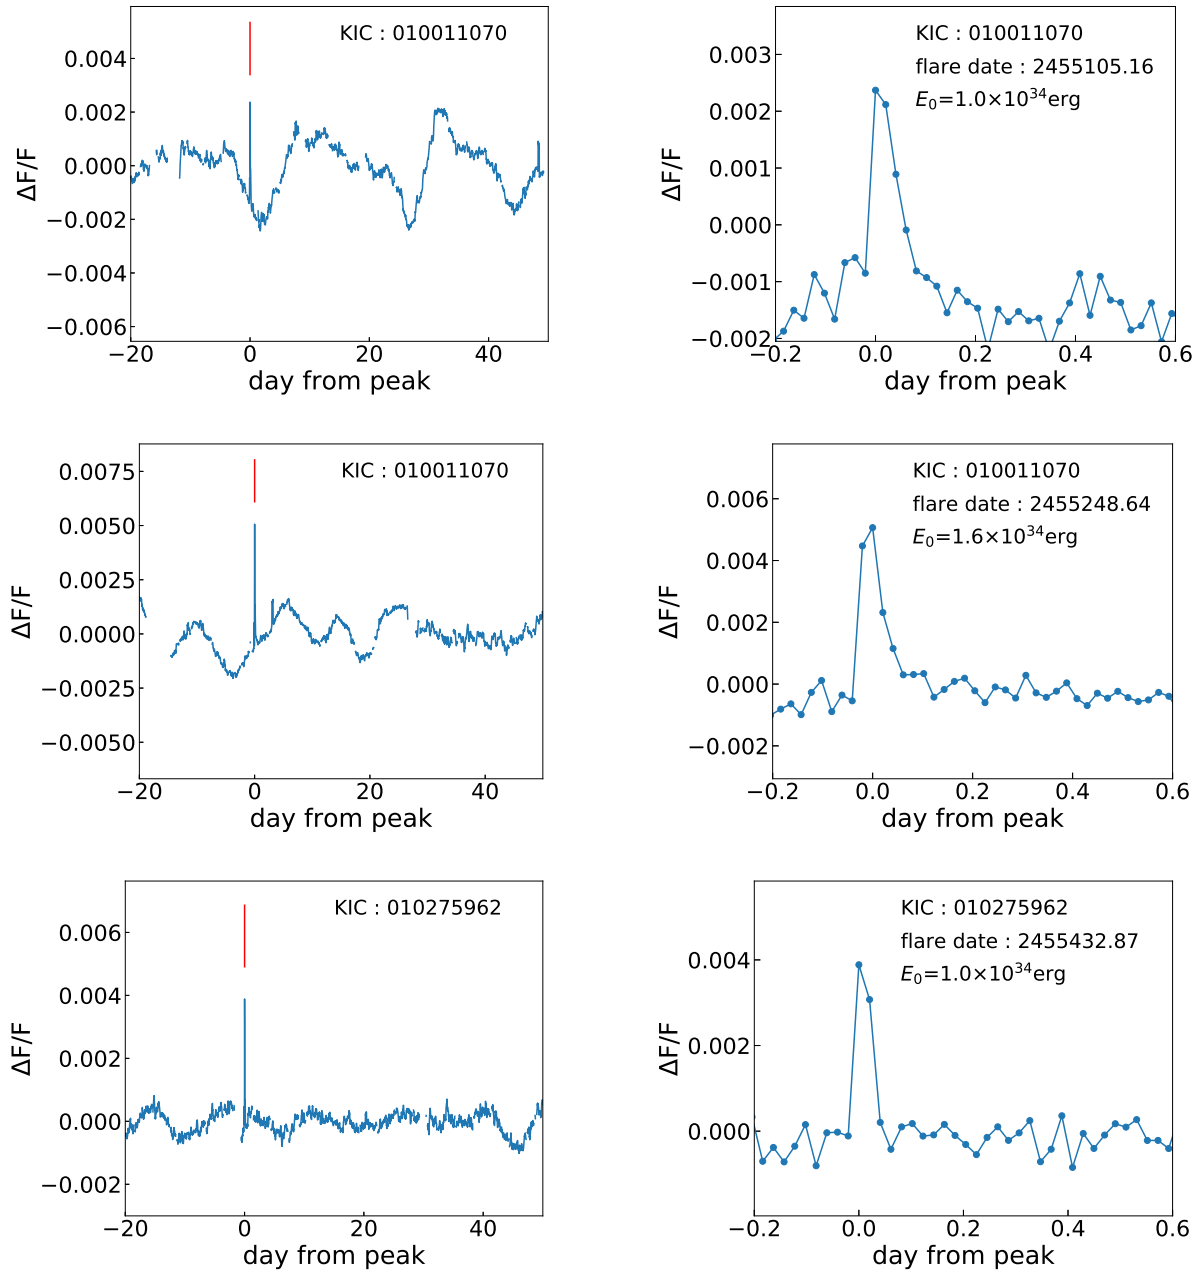 KIC : 010011070
0.004
0.002
0.000
−0.002
−0.004
−0.006
ΔF/F
−20 0 20 40
day from peak
KIC : 010011070
flare date : 2455105.16
E₀=1.0×10³⁴erg
0.003
0.002
0.001
0.000
−0.001
−0.002
ΔF/F
−0.2 0.0 0.2 0.4 0.6
day from peak
KIC : 010011070
0.0075
0.0050
0.0025
0.0000
−0.0025
−0.0050
ΔF/F
−20 0 20 40
day from peak
KIC : 010011070
flare date : 2455248.64
E₀=1.6×10³⁴erg
0.006
0.004
0.002
0.000
−0.002
ΔF/F
−0.2 0.0 0.2 0.4 0.6
day from peak
KIC : 010275962
0.006
0.004
0.002
0.000
−0.002
ΔF/F
−20 0 20 40
day from peak
KIC : 010275962
flare date : 2455432.87
E₀=1.0×10³⁴erg
0.004
0.002
0.000
ΔF/F
−0.2 0.0 0.2 0.4 0.6
day from peak